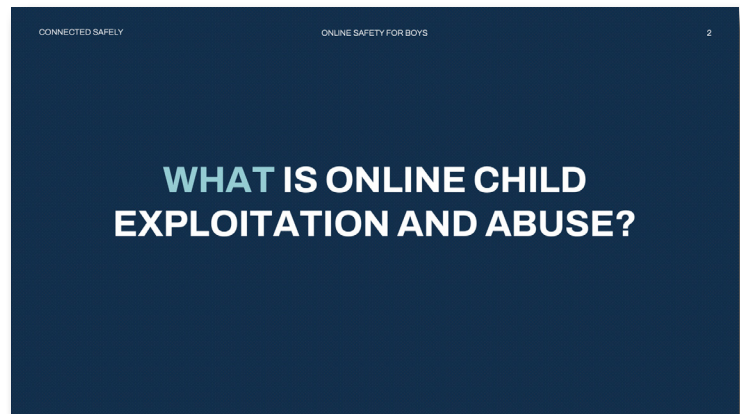 CONNECTED SAFELY
ONLINE SAFETY FOR BOYS
2
WHAT IS ONLINE CHILD
EXPLOITATION AND ABUSE?